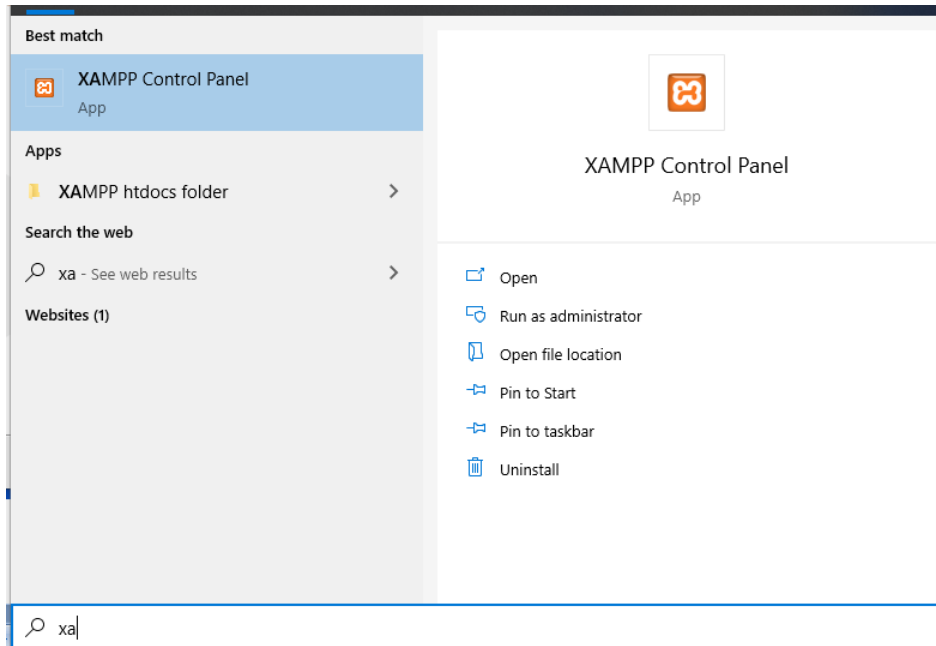 Best match
XAMPP Control Panel
App
Apps
XAMPP htdocs folder
Search the web
xa - See web results
Websites (1)
XAMPP Control Panel
App
Open
Run as administrator
Open file location
Pin to Start
Pin to taskbar
Uninstall
xa